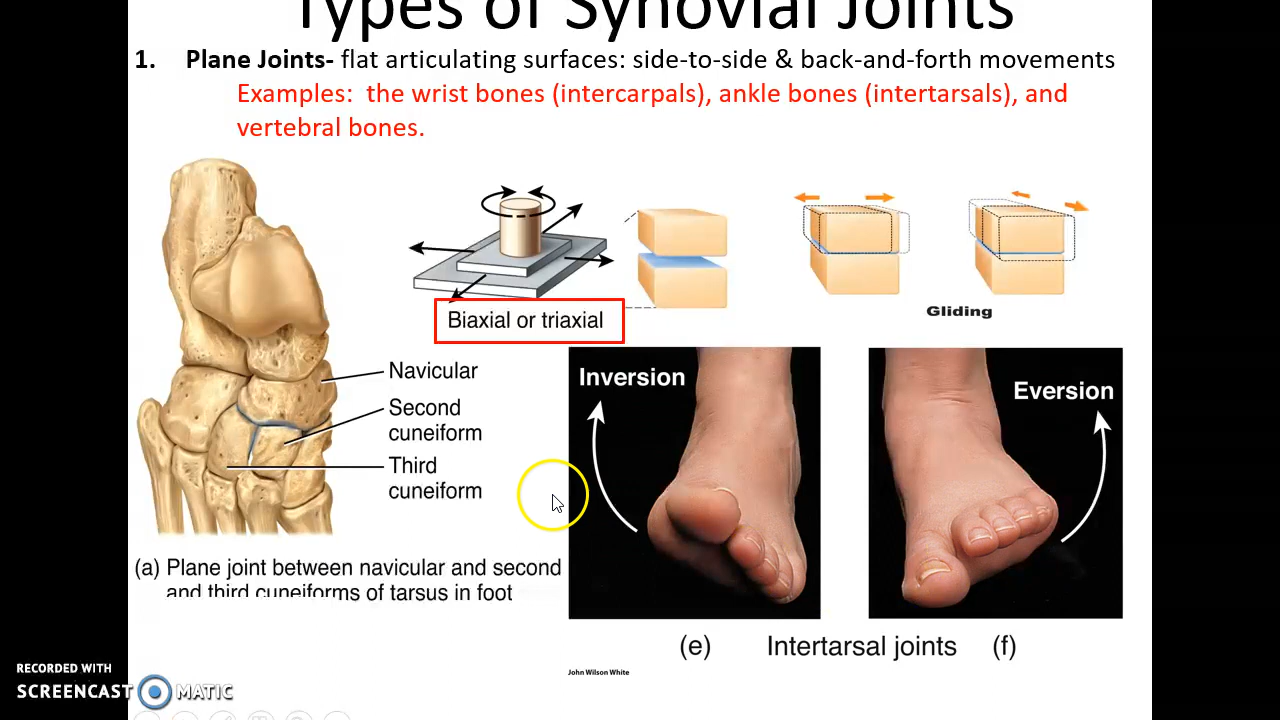 Types of Synovial Joints
1. Plane Joints- flat articulating surfaces: side-to-side & back-and-forth movements
Examples: the wrist bones (intercarpals), ankle bones (intertarsals), and
vertebral bones.
Biaxial or triaxial
Gliding
Navicular
Second
cuneiform
Third
cuneiform
Inversion
Eversion
(a) Plane joint between navicular and second
and third cuneiforms of tarsus in foot
(e) Intertarsal joints (f)
John Wilson White
RECORDED WITH
SCREENCAST MATIC